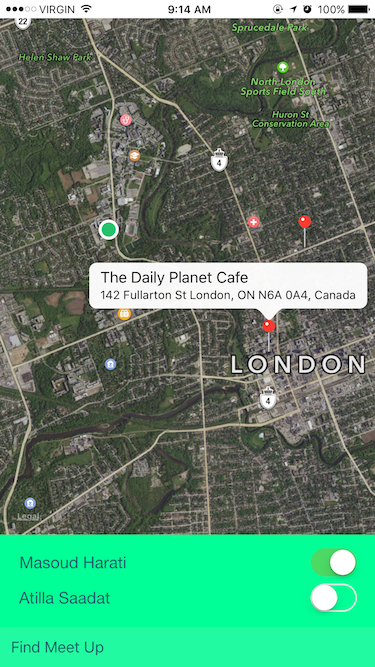 VIRGIN 9:14 AM 100%
22
Sprucedale Park
Helen Shaw Park
North London
Sports Field South
Huron St
Conservation Area
4
The Daily Planet Cafe
142 Fullarton St London, ON N6A 0A4, Canada
LONDON
4
Legal
Masoud Harati
Atilla Saadat
Find Meet Up